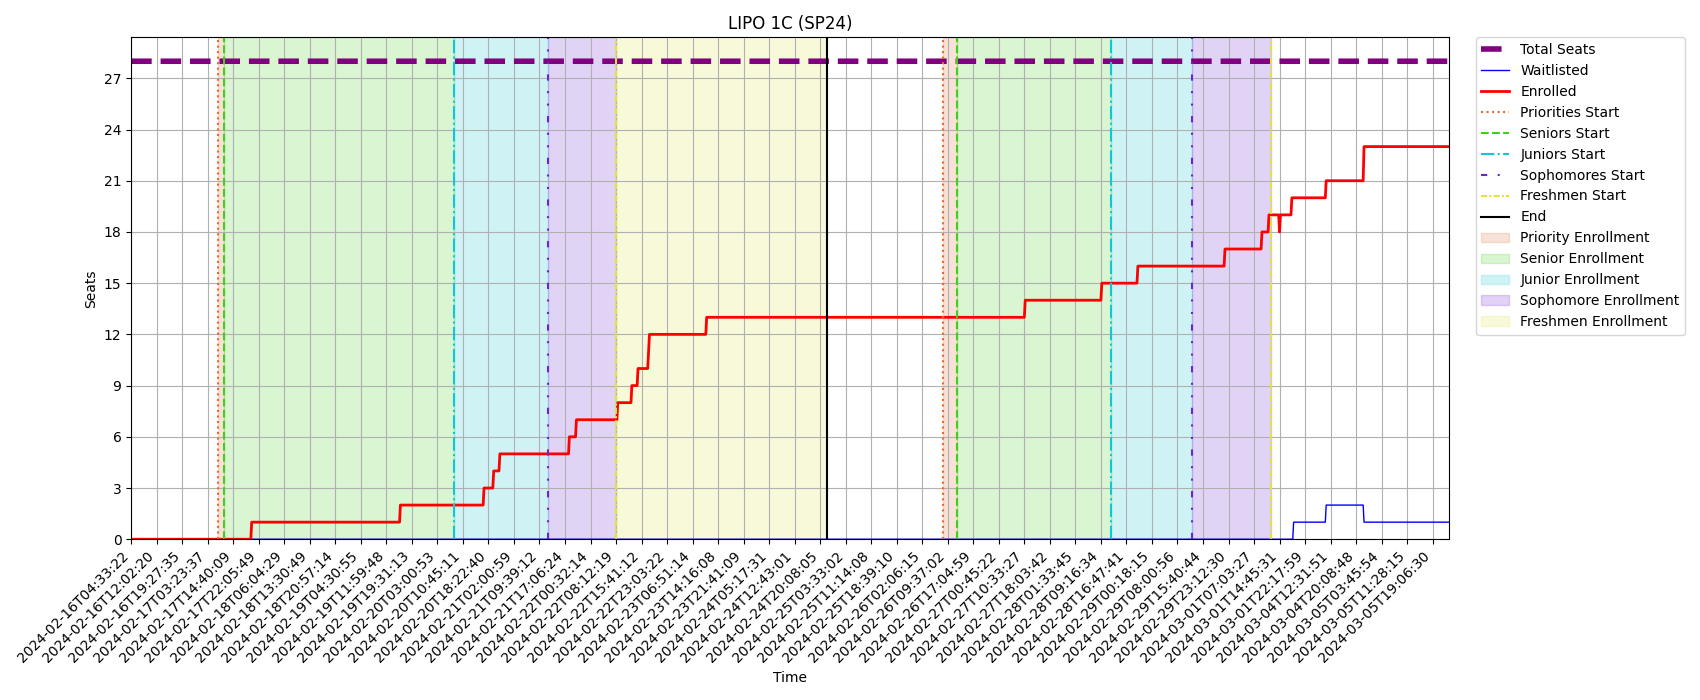 LIPO 1C (SP24)
Seats
27
24
21
18
15
12
9
6
3
0
2024-02-16T04:33:22
2024-02-16T12:02:20
2024-02-16T19:27:35
2024-02-17T03:23:37
2024-02-17T14:40:09
2024-02-17T22:05:49
2024-02-18T06:04:29
2024-02-18T13:30:49
2024-02-18T20:57:14
2024-02-19T04:30:55
2024-02-19T11:59:48
2024-02-19T19:31:13
2024-02-20T03:00:53
2024-02-20T10:45:11
2024-02-20T18:22:40
2024-02-21T02:00:59
2024-02-21T09:39:12
2024-02-21T17:06:24
2024-02-22T00:32:14
2024-02-22T08:12:19
2024-02-22T15:41:12
2024-02-22T23:03:22
2024-02-23T06:51:14
2024-02-23T14:16:08
2024-02-23T21:41:09
2024-02-24T05:17:31
2024-02-24T12:43:01
2024-02-24T20:08:05
2024-02-25T03:33:02
2024-02-25T11:14:08
2024-02-25T18:39:10
2024-02-26T02:06:15
2024-02-26T09:37:02
2024-02-26T17:04:59
2024-02-27T00:45:22
2024-02-27T10:33:27
2024-02-27T18:03:42
2024-02-28T01:33:45
2024-02-28T09:16:34
2024-02-28T16:47:41
2024-02-29T00:18:15
2024-02-29T08:00:56
2024-02-29T15:40:44
2024-02-29T23:12:30
2024-03-01T07:03:27
2024-03-01T14:45:31
2024-03-01T22:17:59
2024-03-04T12:31:51
2024-03-04T20:08:48
2024-03-05T03:45:54
2024-03-05T11:28:15
2024-03-05T19:06:30
Time
Total Seats
Waitlisted
Enrolled
Priorities Start
Seniors Start
Juniors Start
Sophomores Start
Freshmen Start
End
Priority Enrollment
Senior Enrollment
Junior Enrollment
Sophomore Enrollment
Freshmen Enrollment